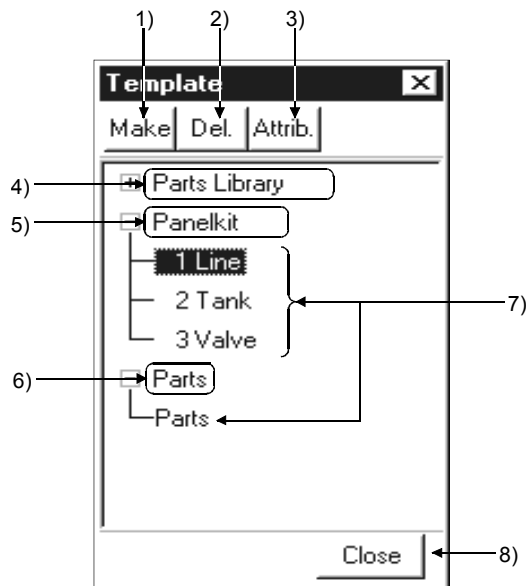 1) 2) 3)
Template
Make Del. Attrib.
4) Parts Library
5) Panelkit
1 Line
2 Tank
7)
3 Valve
6) Parts
Parts
Close 8)